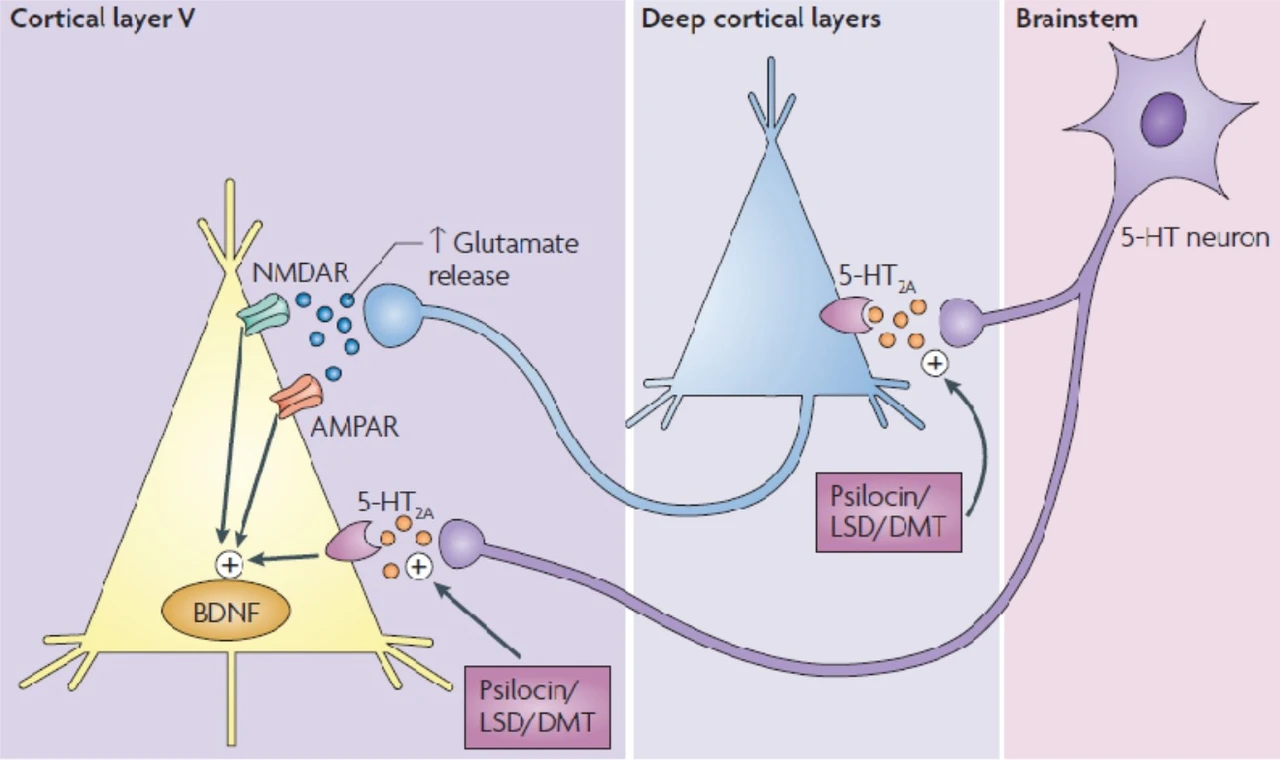 Cortical layer V
Deep cortical layers
Brainstem
5-HT neuron
↑ Glutamate
release
NMDAR
5-HT2A
+
AMPAR
Psilocin/
LSD/DMT
5-HT2A
+
+
BDNF
Psilocin/
LSD/DMT